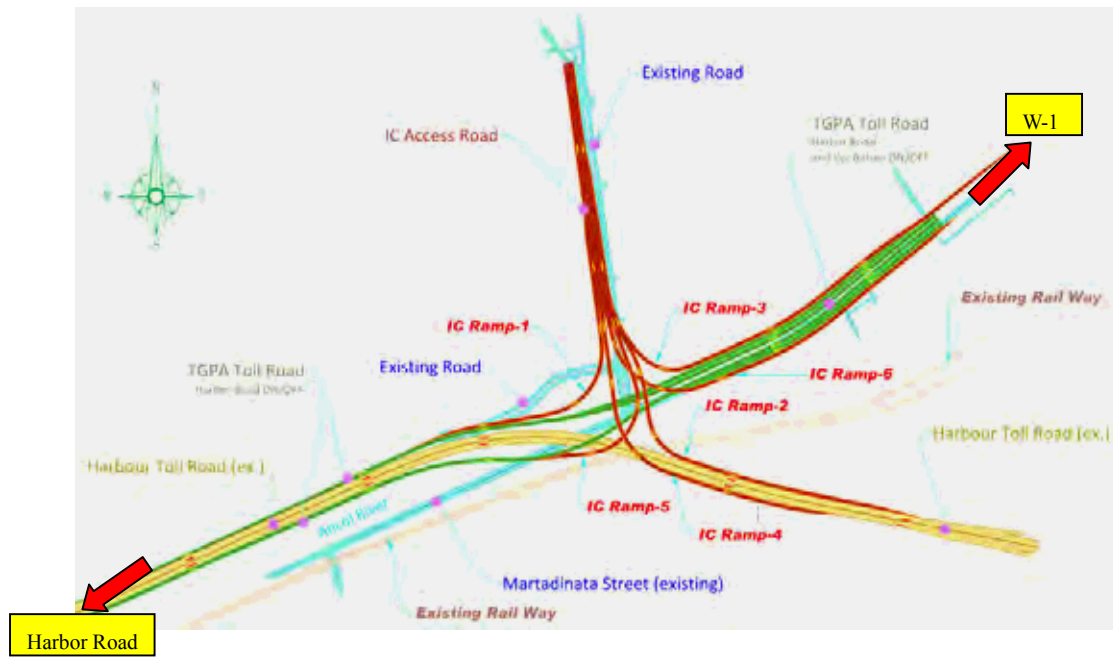 Existing Road
W-1
TGPA Toll Road
IC Access Road
Existing Rail Way
IC Ramp-3
IC Ramp-1
TGPA Toll Road
Existing Road
IC Ramp-6
IC Ramp-2
Harbour Toll Road (ex.)
Harbour Toll Road (ex.)
Ancol River
IC Ramp-5
IC Ramp-4
Martadinata Street (existing)
Existing Rail Way
Harbor Road